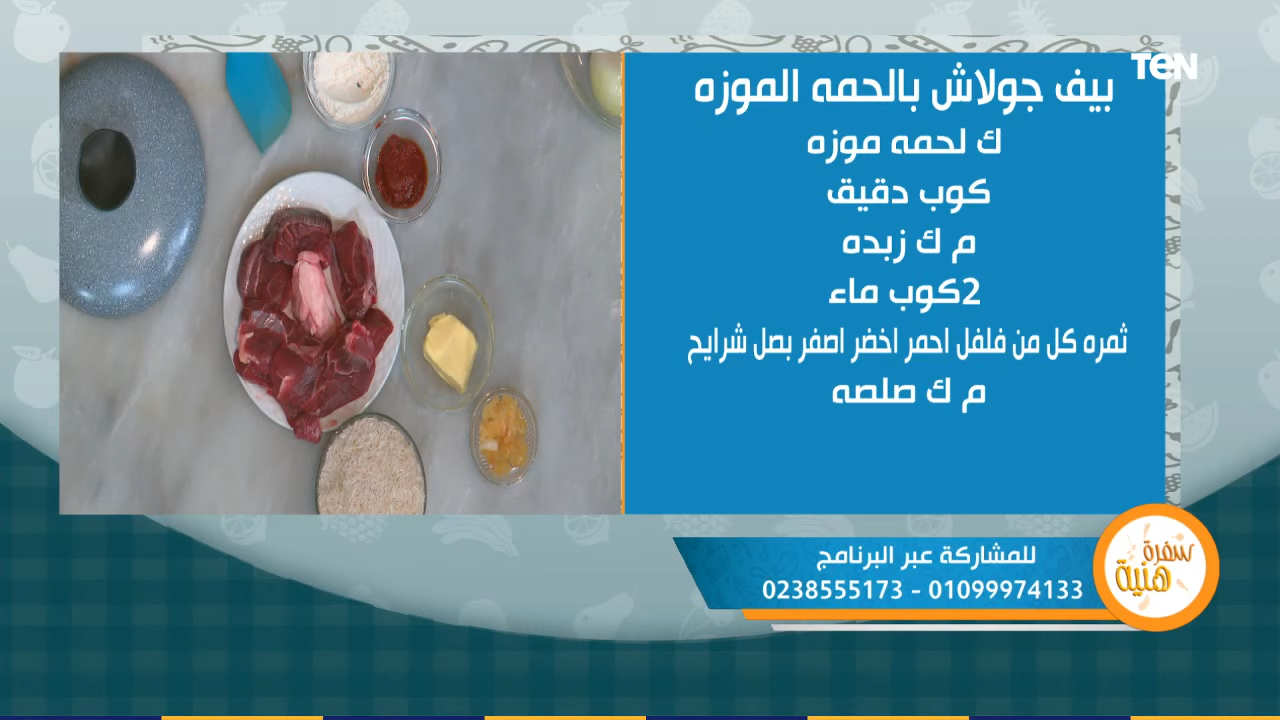 TEN
بيف جولاش بالحمه الموزه
ك لحمه موزه
كوب دقيق
م ك زبده
2كوب ماء
ثمره كل من فلفل احمر اخضر اصفر بصل شرايح
م ك صلصه
للمشاركة عبر البرنامج
0238555173 - 01099974133
سفرة
هنية